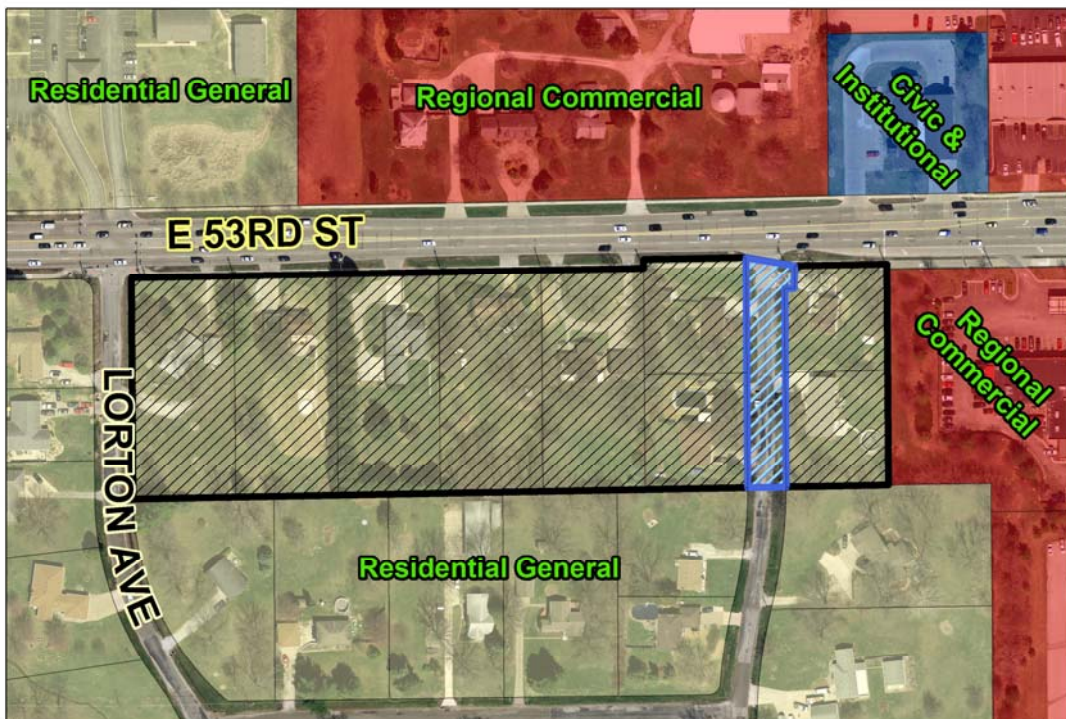 Residential General
Regional Commercial
Civic &
Institutional
E 53RD ST
Regional
Commercial
LORTON AVE
Residential General